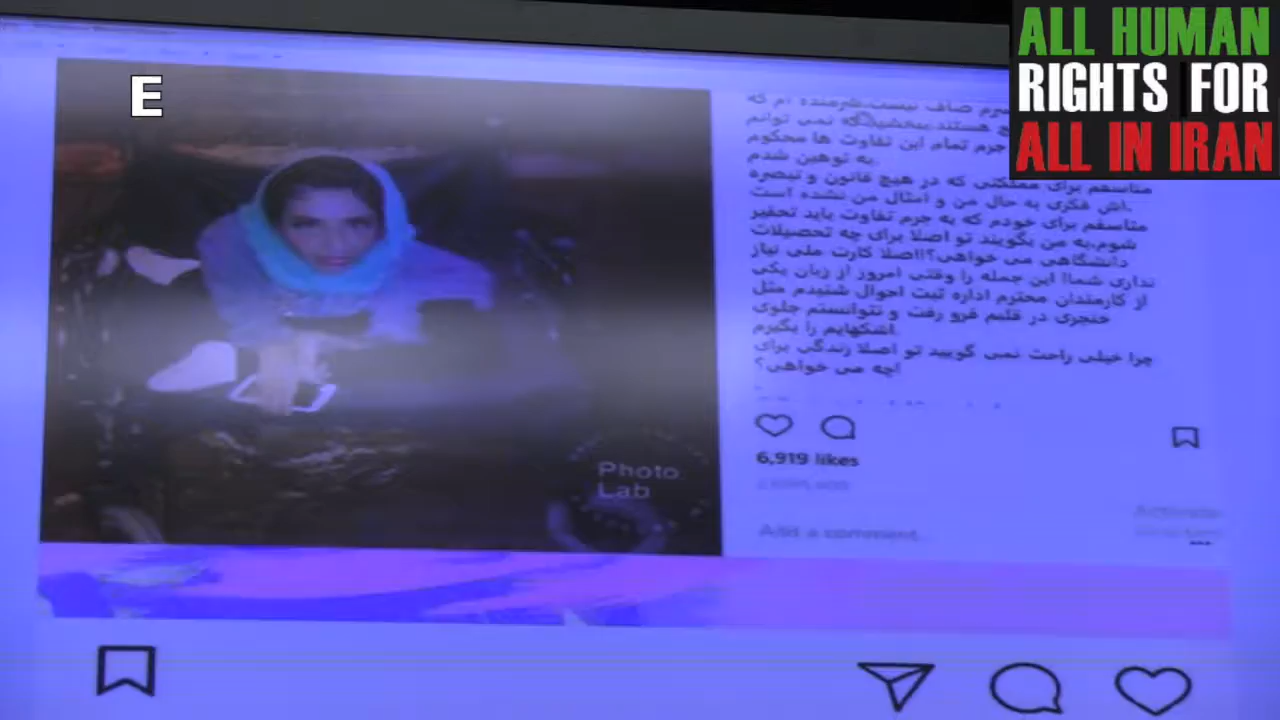 E
ALL HUMAN
RIGHTS FOR
ALL IN IRAN
صاف نیست.شرمنده ام که
هستند.ببخشیدکه نمی توانم
جرم تمام این تفاوت ها محکوم
به توهین شدم.
متاسفم برای مملکتی که در هیچ قانون و تبصره
اش فکری به حال من و امثال من نشده است.
متاسفم برای خودم که به جرم تفاوت باید تحقیر
شوم.به من بگویند تو اصلا برای چه تحصیلات
دانشگاهی می خواهی؟!اصلا کارت ملی نیاز
نداری شما! این جمله را وقتی امروز از زبان یکی
از کارمندان محترم اداره ثبت احوال شنیدم مثل
خنجری در قلبم فرو رفت و نتوانستم جلوی
اشکهایم را بگیرم.
چرا خیلی راحت نمی گویید تو اصلا زندگی برای
چه می خواهی؟!
6,919 likes
Add a comment...
Activate
Photo
Lab